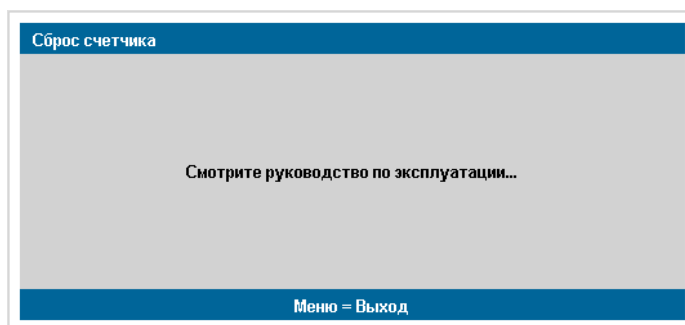 Сброс счетчика
Смотрите руководство по эксплуатации...
Меню = Выход